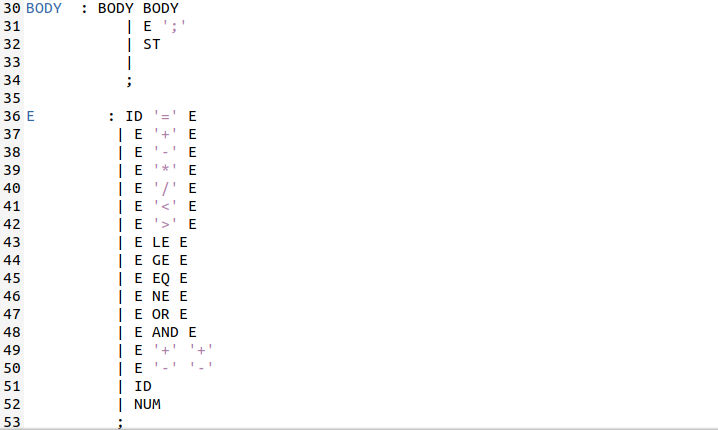 30 BODY  : BODY BODY
31            | E ';'
32            | ST
33            |
34            ;
35
36 E        : ID '=' E
37           | E '+' E
38           | E '-' E
39           | E '*' E
40           | E '/' E
41           | E '<' E
42           | E '>' E
43           | E LE E
44           | E GE E
45           | E EQ E
46           | E NE E
47           | E OR E
48           | E AND E
49           | E '+' '+'
50           | E '-' '-'
51           | ID
52           | NUM
53           ;